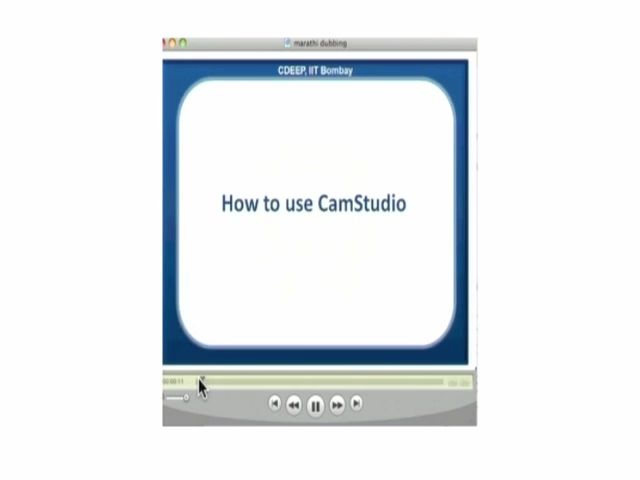 marathi dubbing
CDEEP, IIT Bombay
How to use CamStudio